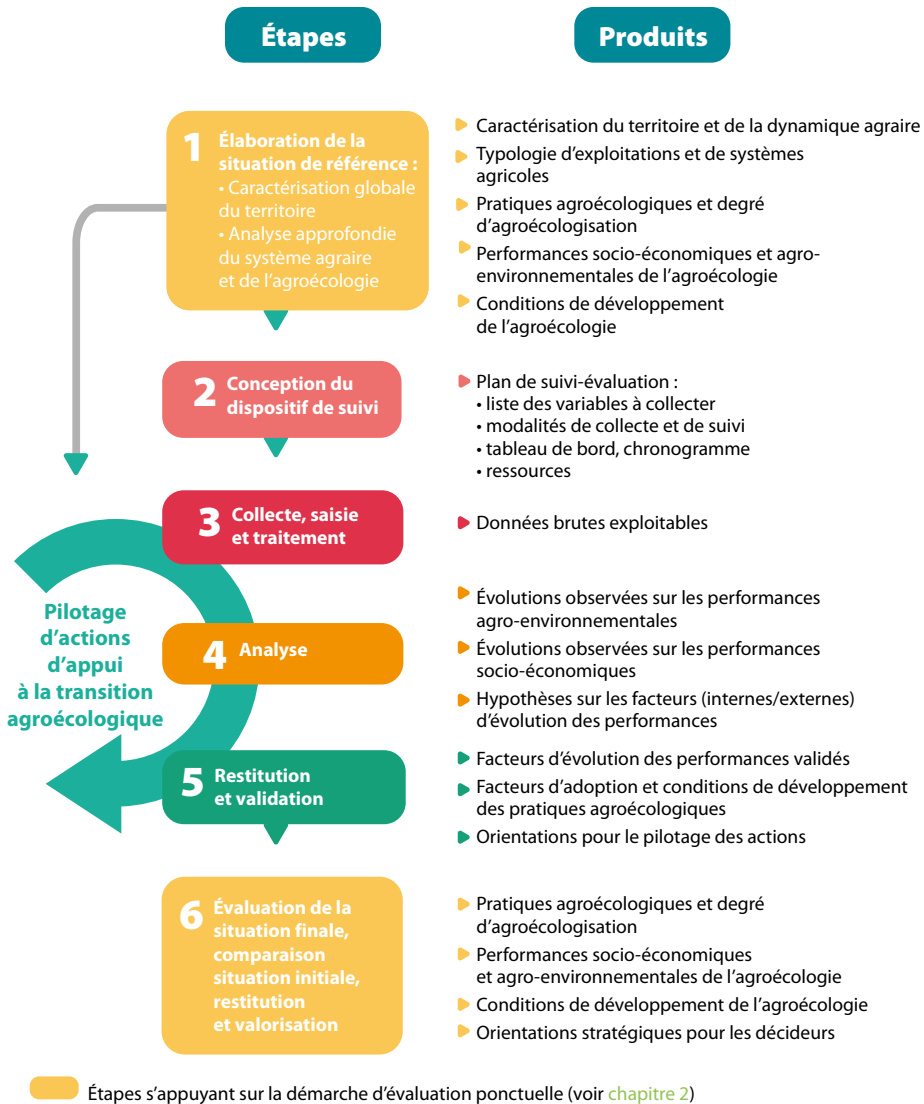 Étapes
Produits
1 Élaboration de la
situation de référence :
• Caractérisation globale
du territoire
• Analyse approfondie
du système agraire
et de l'agroécologie
Caractérisation du territoire et de la dynamique agraire
Typologie d'exploitations et de systèmes
agricoles
Pratiques agroécologiques et degré
d'agroécologisation
Performances socio-économiques et agro-
environnementales de l'agroécologie
Conditions de développement
de l'agroécologie
2 Conception du
dispositif de suivi
Plan de suivi-évaluation :
• liste des variables à collecter
• modalités de collecte et de suivi
• tableau de bord, chronogramme
• ressources
3 Collecte, saisie
et traitement
Données brutes exploitables
Pilotage
d'actions
d'appui
à la transition
agroécologique
4 Analyse
Évolutions observées sur les performances
agro-environnementales
Évolutions observées sur les performances
socio-économiques
Hypothèses sur les facteurs (internes/externes)
d'évolution des performances
5 Restitution
et validation
Facteurs d'évolution des performances validés
Facteurs d'adoption et conditions de développement
des pratiques agroécologiques
Orientations pour le pilotage des actions
6 Évaluation de la
situation finale,
comparaison
situation initiale,
restitution
et valorisation
Pratiques agroécologiques et degré
d'agroécologisation
Performances socio-économiques
et agro-environnementales de l'agroécologie
Conditions de développement de l'agroécologie
Orientations stratégiques pour les décideurs
Étapes s'appuyant sur la démarche d'évaluation ponctuelle (voir chapitre 2)